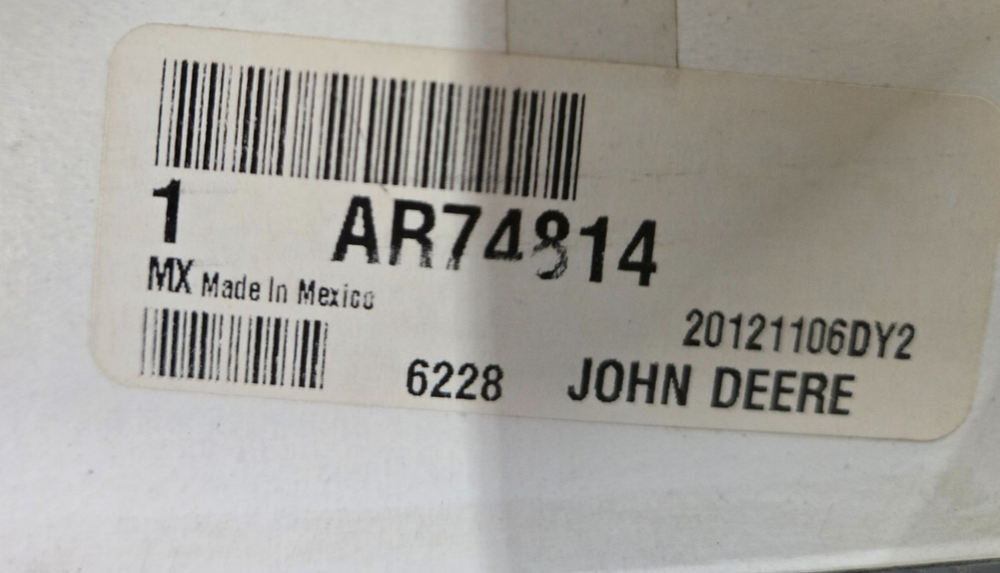 1 AR74814
MX Made In Mexico
20121106DY2
6228 JOHN DEERE